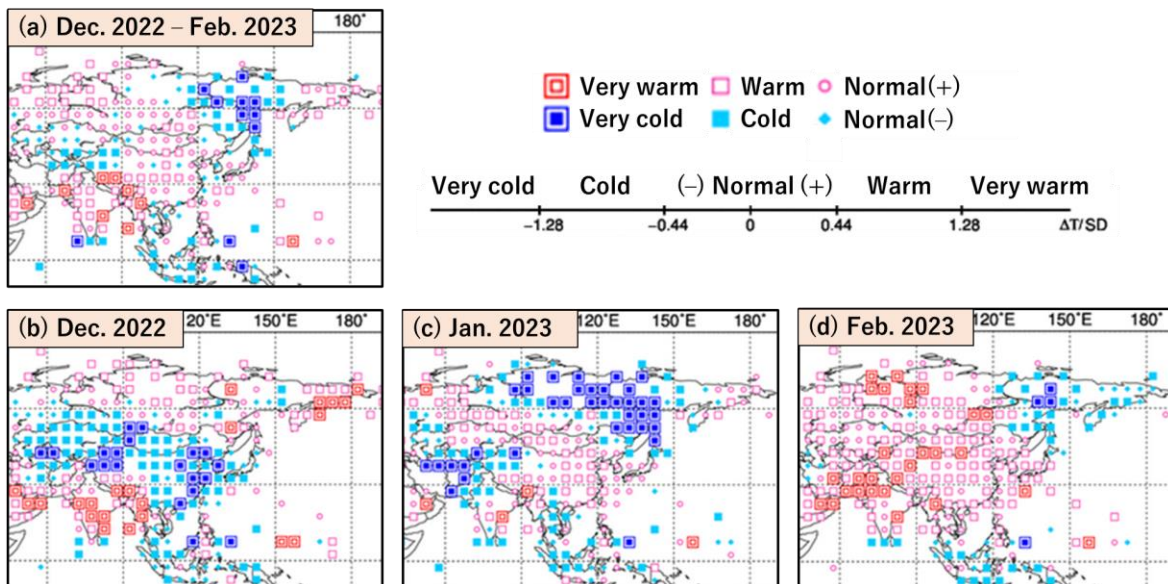 (a) Dec. 2022 – Feb. 2023
180°
Very warm Warm Normal(+)
Very cold Cold Normal(−)
Very cold Cold (−) Normal (+) Warm Very warm
−1.28 −0.44 0 0.44 1.28 ΔT/SD
(b) Dec. 2022
20°E 150°E 180°
(c) Jan. 2023
120°E 150°E 180°
(d) Feb. 2023
120°E 150°E 180°